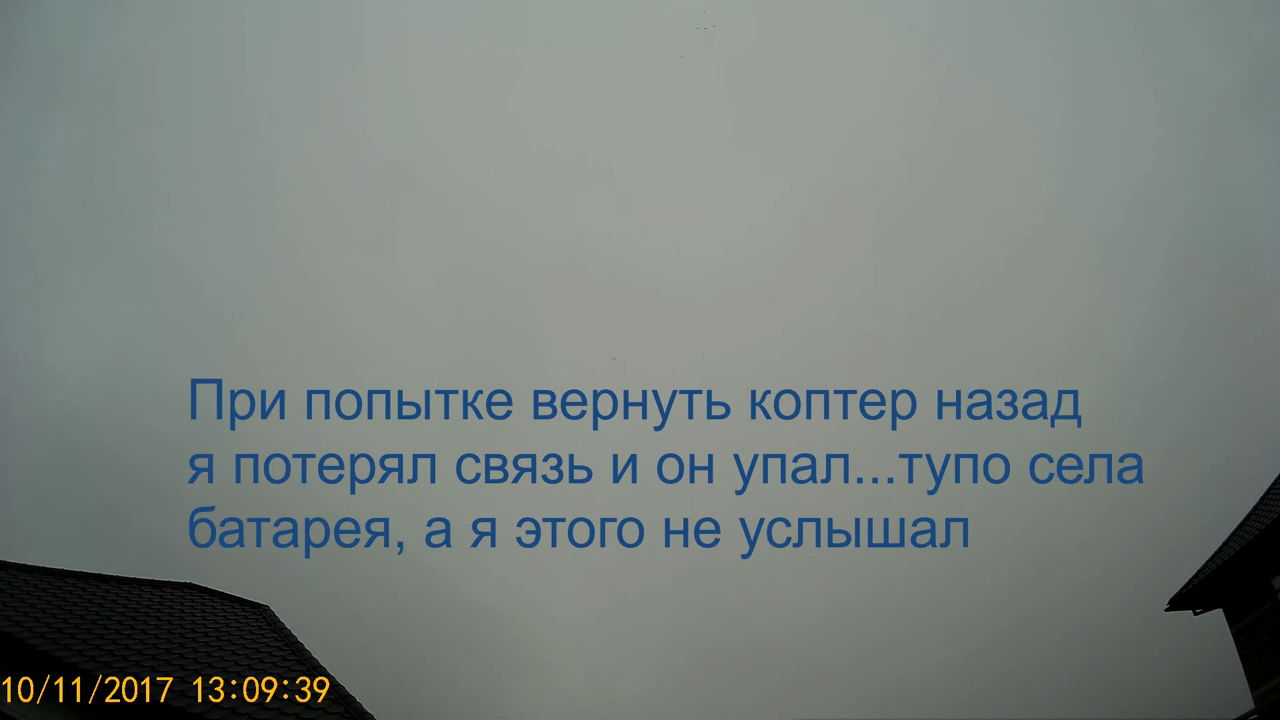 При попытке вернуть коптер назад
я потерял связь и он упал...тупо села
батарея, а я этого не услышал
10/11/2017 13:09:39